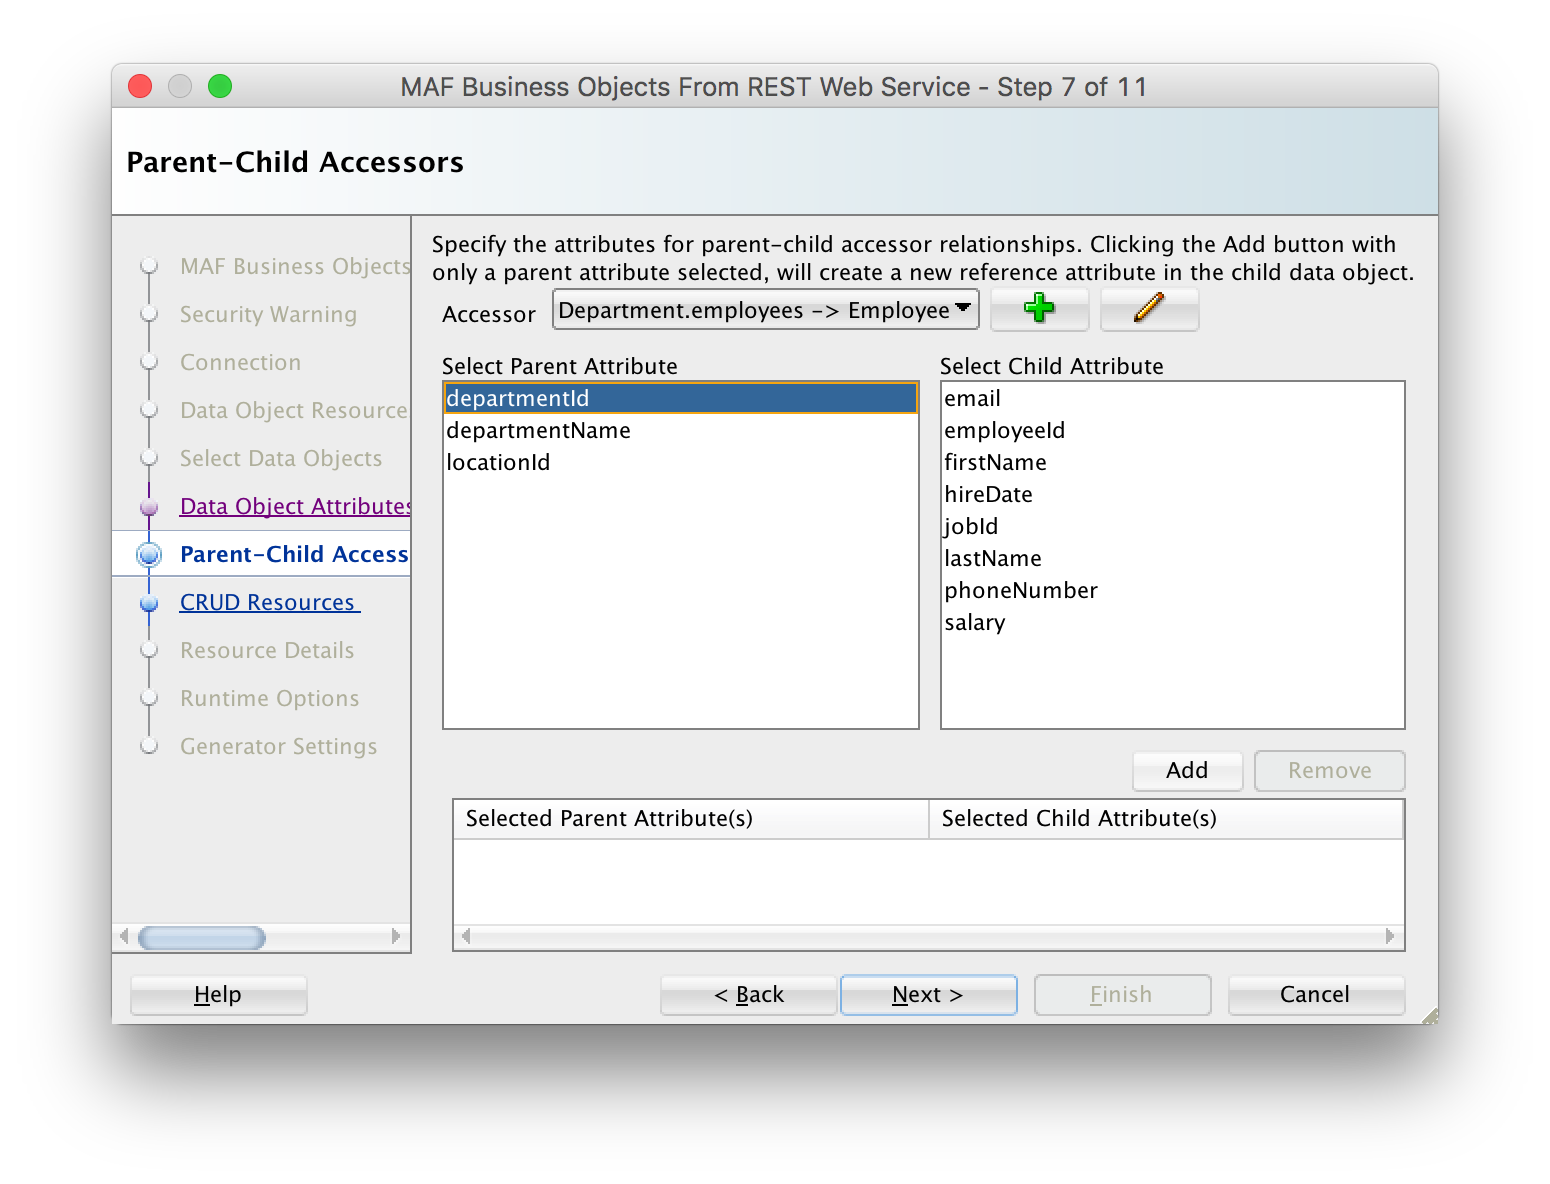 MAF Business Objects From REST Web Service - Step 7 of 11
Parent-Child Accessors
MAF Business Objects
Security Warning
Connection
Data Object Resource
Select Data Objects
Data Object Attributes
Parent-Child Access
CRUD Resources
Resource Details
Runtime Options
Generator Settings
Specify the attributes for parent-child accessor relationships. Clicking the Add button with
only a parent attribute selected, will create a new reference attribute in the child data object.
Accessor Department.employees -> Employee
Select Parent Attribute
departmentId
departmentName
locationId
Select Child Attribute
email
employeeId
firstName
hireDate
jobId
lastName
phoneNumber
salary
Add Remove
Selected Parent Attribute(s) Selected Child Attribute(s)
Help < Back Next > Finish Cancel